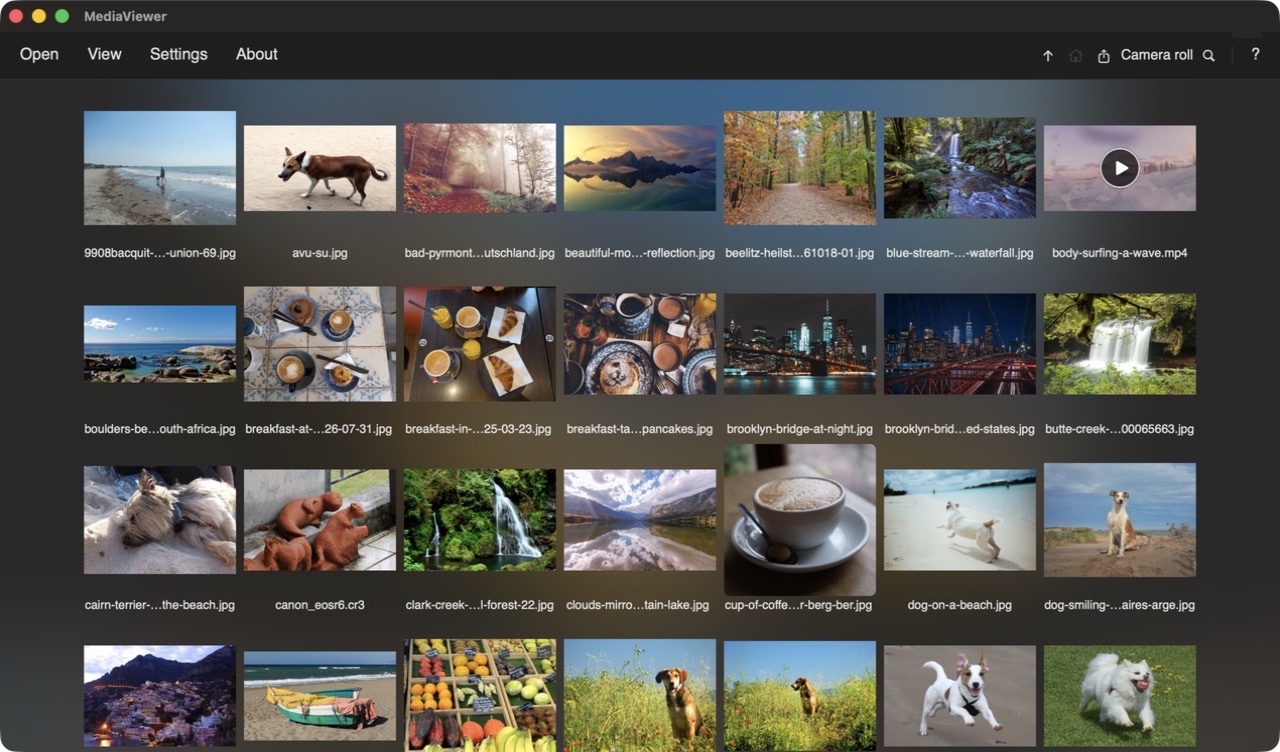 MediaViewer
Open View Settings About Camera roll ?
9908bacquit-…-union-69.jpg avu-su.jpg bad-pyrmont…utschland.jpg beautiful-mo…-reflection.jpg beelitz-heilst…61018-01.jpg blue-stream-…-waterfall.jpg body-surfing-a-wave.mp4
boulders-be…outh-africa.jpg breakfast-at-…26-07-31.jpg breakfast-in-…25-03-23.jpg breakfast-ta…pancakes.jpg brooklyn-bridge-at-night.jpg brooklyn-brid…ed-states.jpg butte-creek-…00065663.jpg
cairn-terrier-…the-beach.jpg canon_eosr6.cr3 clark-creek-…l-forest-22.jpg clouds-mirro…tain-lake.jpg cup-of-coffe…r-berg-ber.jpg dog-on-a-beach.jpg dog-smiling-…aires-arge.jpg